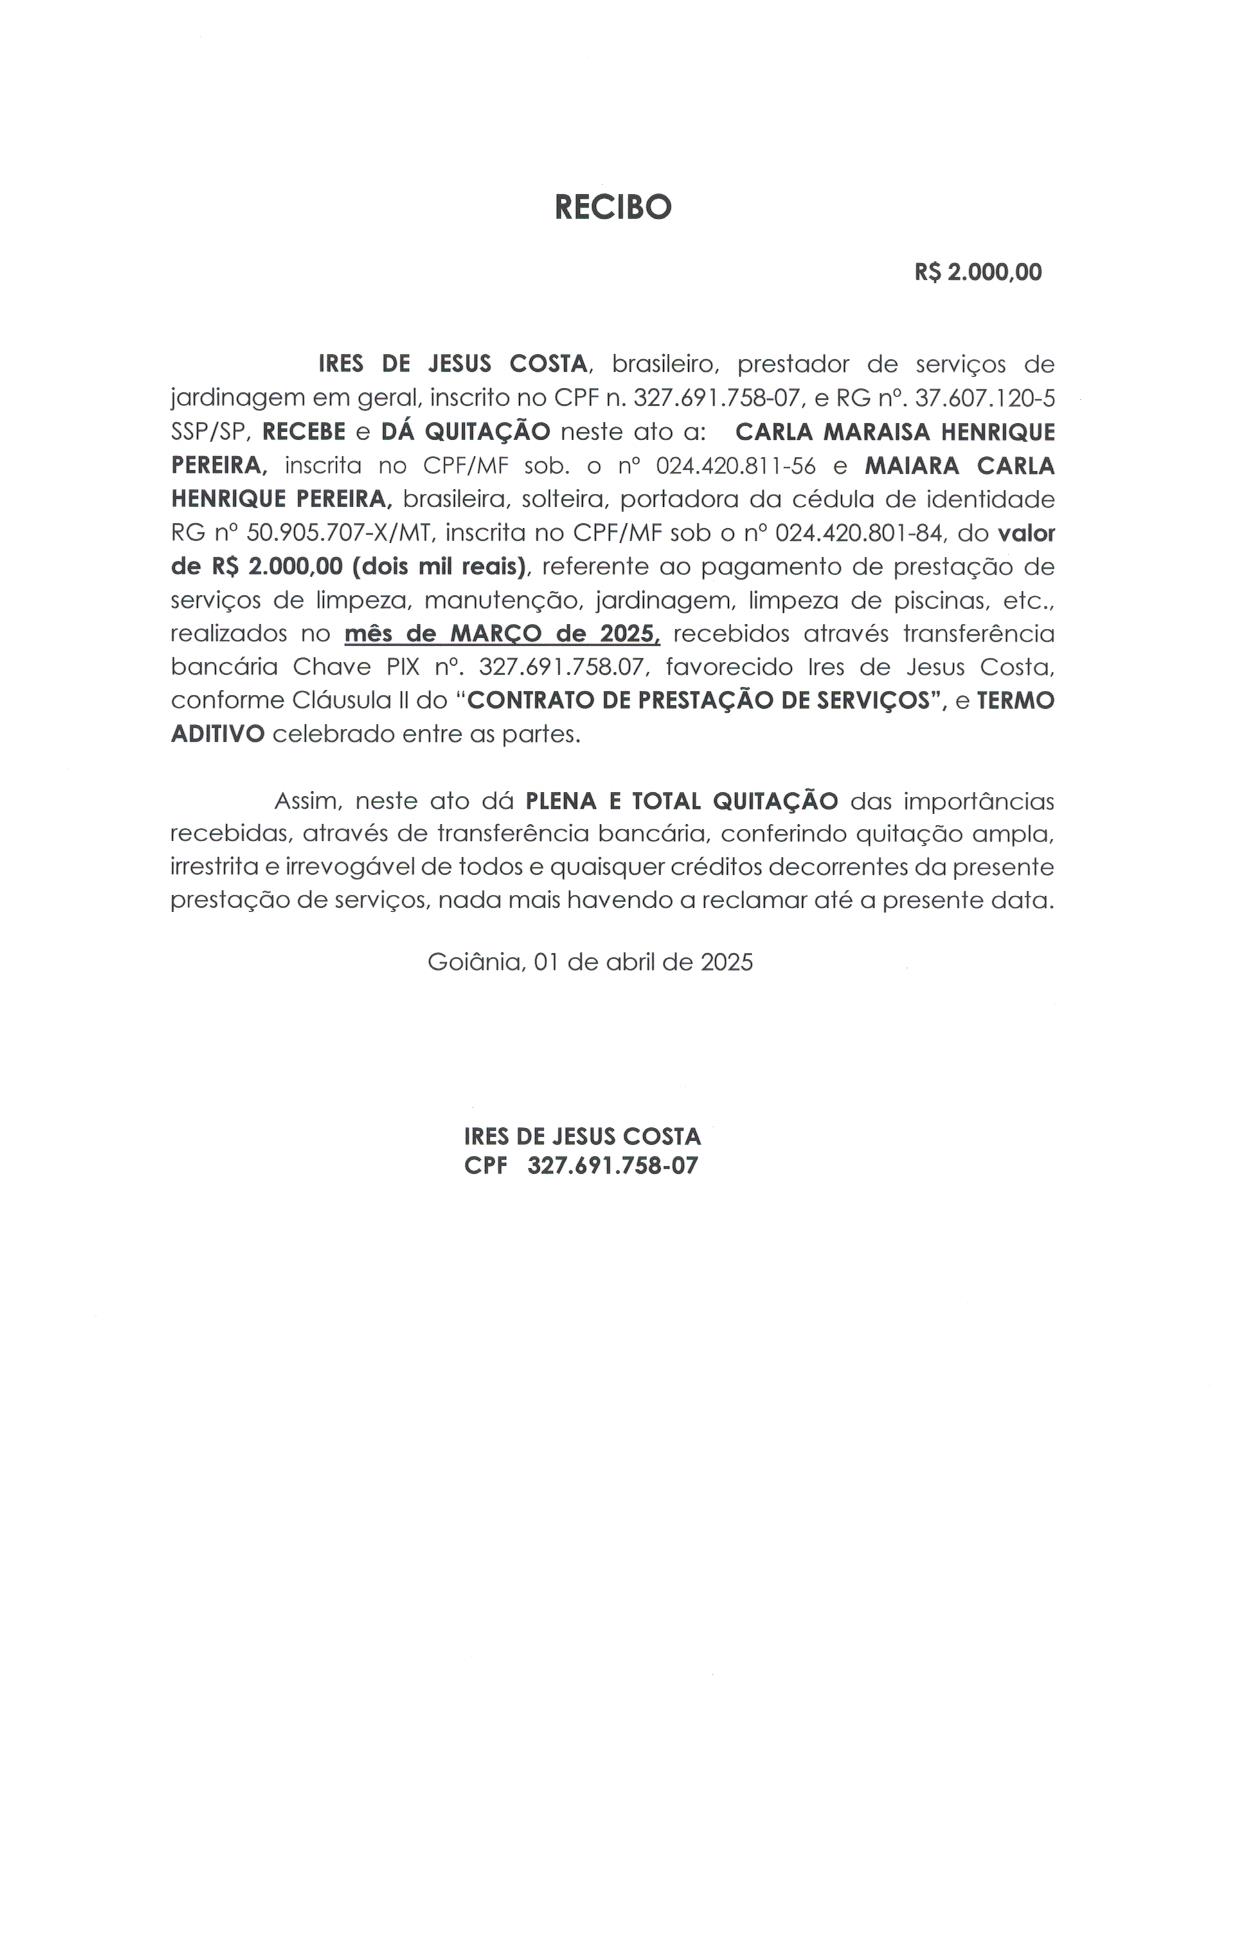 RECIBO
R$ 2.000,00
IRES DE JESUS COSTA, brasileiro, prestador de serviços de
jardinagem em geral, inscrito no CPF n. 327.691.758-07, e RG nº. 37.607.120-5
SSP/SP, RECEBE e DÁ QUITAÇÃO neste ato a: CARLA MARAISA HENRIQUE
PEREIRA, inscrita no CPF/MF sob. o nº 024.420.811-56 e MAIARA CARLA
HENRIQUE PEREIRA, brasileira, solteira, portadora da cédula de identidade
RG nº 50.905.707-X/MT, inscrita no CPF/MF sob o nº 024.420.801-84, do valor
de R$ 2.000,00 (dois mil reais), referente ao pagamento de prestação de
serviços de limpeza, manutenção, jardinagem, limpeza de piscinas, etc.,
realizados no mês de MARÇO de 2025, recebidos através transferência
bancária Chave PIX nº. 327.691.758.07, favorecido Ires de Jesus Costa,
conforme Cláusula II do “CONTRATO DE PRESTAÇÃO DE SERVIÇOS”, e TERMO
ADITIVO celebrado entre as partes.
Assim, neste ato dá PLENA E TOTAL QUITAÇÃO das importâncias
recebidas, através de transferência bancária, conferindo quitação ampla,
irrestrita e irrevogável de todos e quaisquer créditos decorrentes da presente
prestação de serviços, nada mais havendo a reclamar até a presente data.
Goiânia, 01 de abril de 2025
IRES DE JESUS COSTA
CPF 327.691.758-07